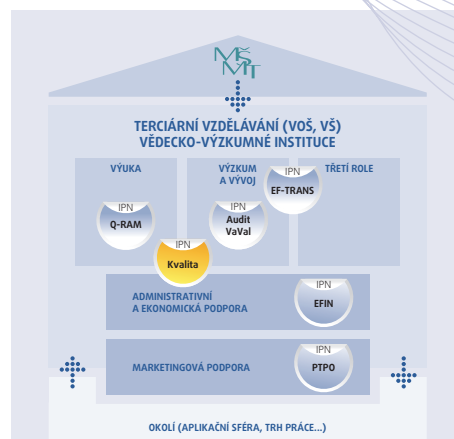 MŠMT
TERCIÁRNÍ VZDĚLÁVÁNÍ (VOŠ, VŠ)
VĚDECKO-VÝZKUMNÉ INSTITUCE
VÝUKA
VÝZKUM
A VÝVOJ
TŘETÍ ROLE
IPN
EF-TRANS
IPN
Q-RAM
IPN
Audit
VaVal
IPN
Kvalita
ADMINISTRATIVNÍ
A EKONOMICKÁ PODPORA
IPN
EFIN
MARKETINGOVÁ PODPORA
IPN
PTPO
OKOLÍ (APLIKAČNÍ SFÉRA, TRH PRÁCE...)